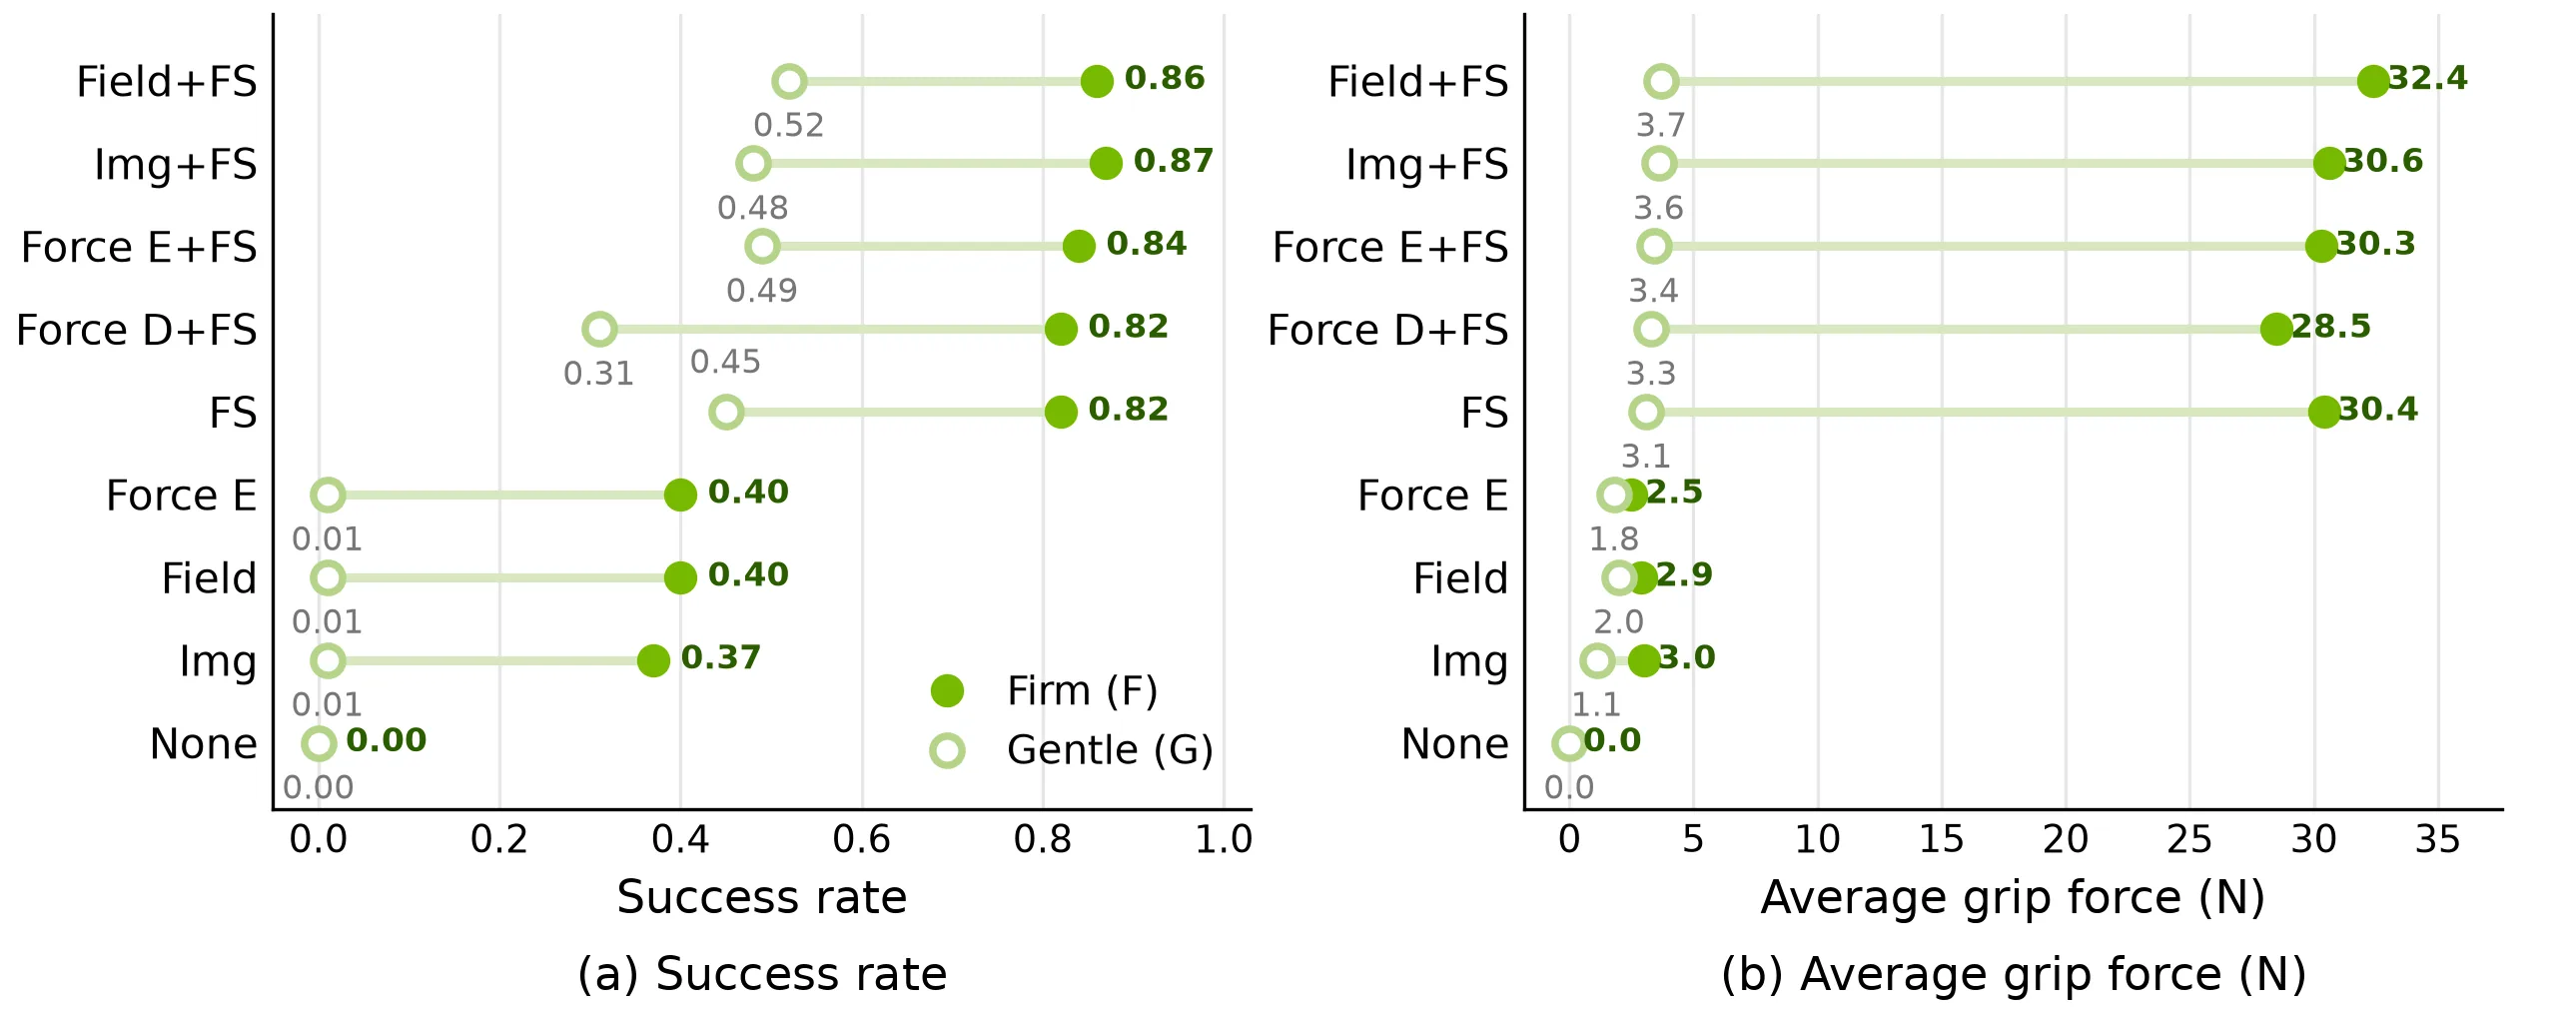 Field+FS
0.86
0.52
Img+FS
0.87
0.48
Force E+FS
0.84
0.49
Force D+FS
0.82
0.31
0.45
FS
0.82
Force E
0.40
0.01
Field
0.40
0.01
Img
0.37
0.01
None
0.00
0.00
Firm (F)
Gentle (G)
0.0 0.2 0.4 0.6 0.8 1.0
Success rate
(a) Success rate
Field+FS
32.4
3.7
Img+FS
30.6
3.6
Force E+FS
30.3
3.4
Force D+FS
28.5
3.3
FS
30.4
3.1
Force E
2.5
1.8
Field
2.9
2.0
Img
3.0
1.1
None
0.0
0.0
0 5 10 15 20 25 30 35
Average grip force (N)
(b) Average grip force (N)